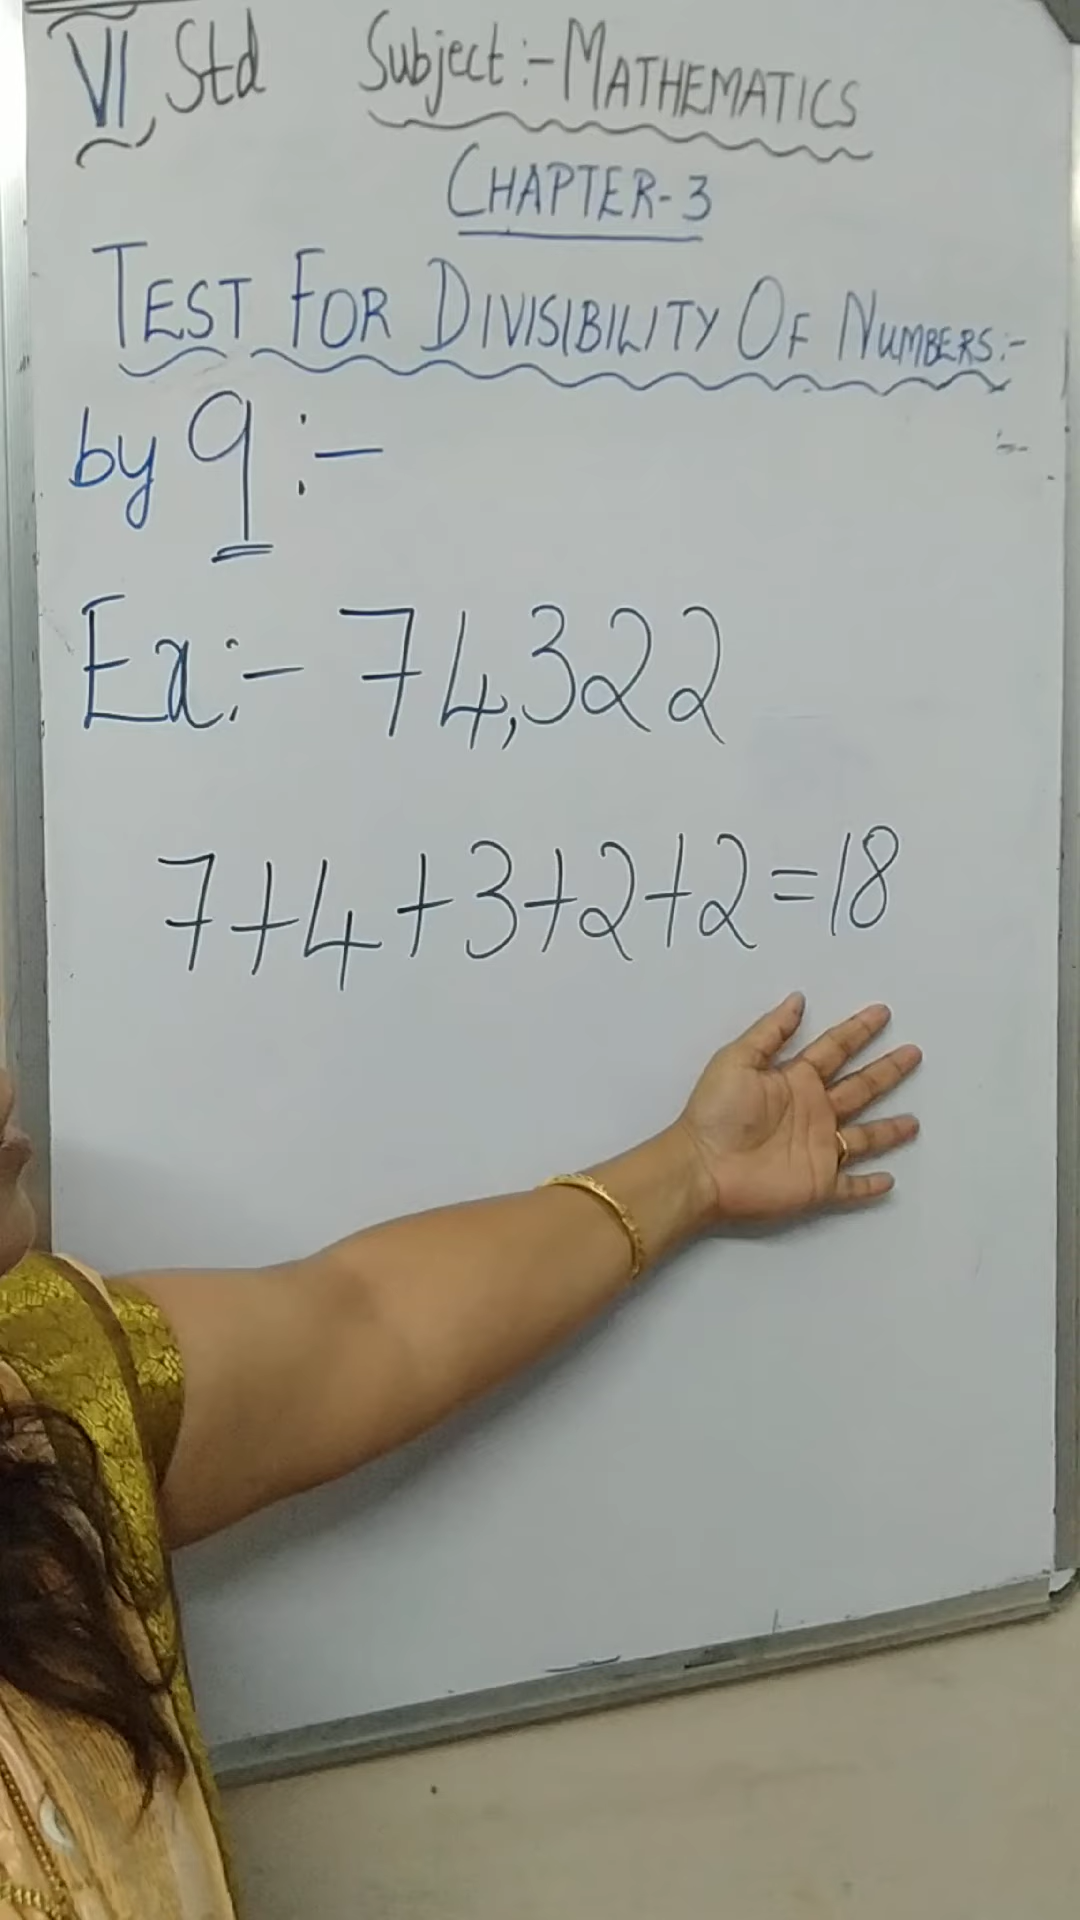 VI Std Subject:- MATHEMATICS
CHAPTER-3
TEST FOR DIVISIBILITY OF NUMBERS:-
by 9:-
Ex:- 74,322
7+4+3+2+2=18